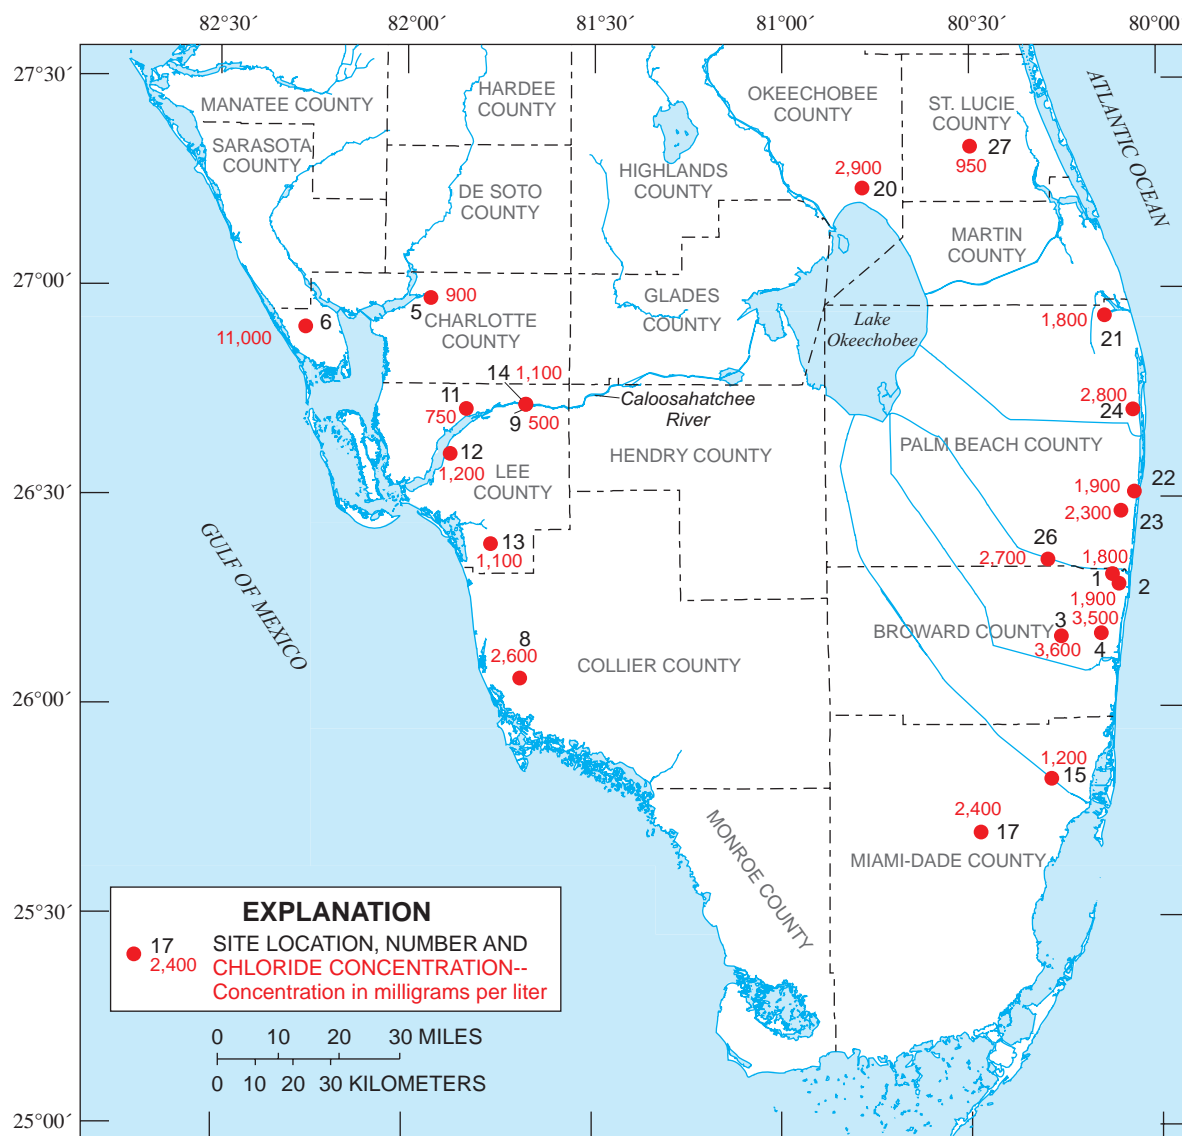 82°30´ 82°00´ 81°30´ 81°00´ 80°30´ 80°00´
27°30´
27°00´
26°30´
26°00´
25°30´
25°00´
MANATEE COUNTY
HARDEE
COUNTY
OKEECHOBEE
COUNTY
ST. LUCIE
COUNTY
27
950
ATLANTIC OCEAN
SARASOTA
COUNTY
HIGHLANDS
COUNTY
2,900
20
DE SOTO
COUNTY
MARTIN
COUNTY
900
5
6
11,000
CHARLOTTE
COUNTY
GLADES
COUNTY
Lake
Okeechobee
1,800
21
14
1,100
11
750
9
500
Caloosahatchee
River
2,800
24
12
1,200
LEE
COUNTY
HENDRY COUNTY
PALM BEACH COUNTY
22
1,900
2,300
23
GULF OF MEXICO
13
1,100
26
2,700
1,800
1
2
1,900
3,500
3
BROWARD COUNTY
3,600
4
8
2,600
COLLIER COUNTY
1,200
15
2,400
17
MIAMI-DADE COUNTY
MONROE COUNTY
EXPLANATION
17
2,400
SITE LOCATION, NUMBER AND
CHLORIDE CONCENTRATION--
Concentration in milligrams per liter
0 10 20 30 MILES
0 10 20 30 KILOMETERS